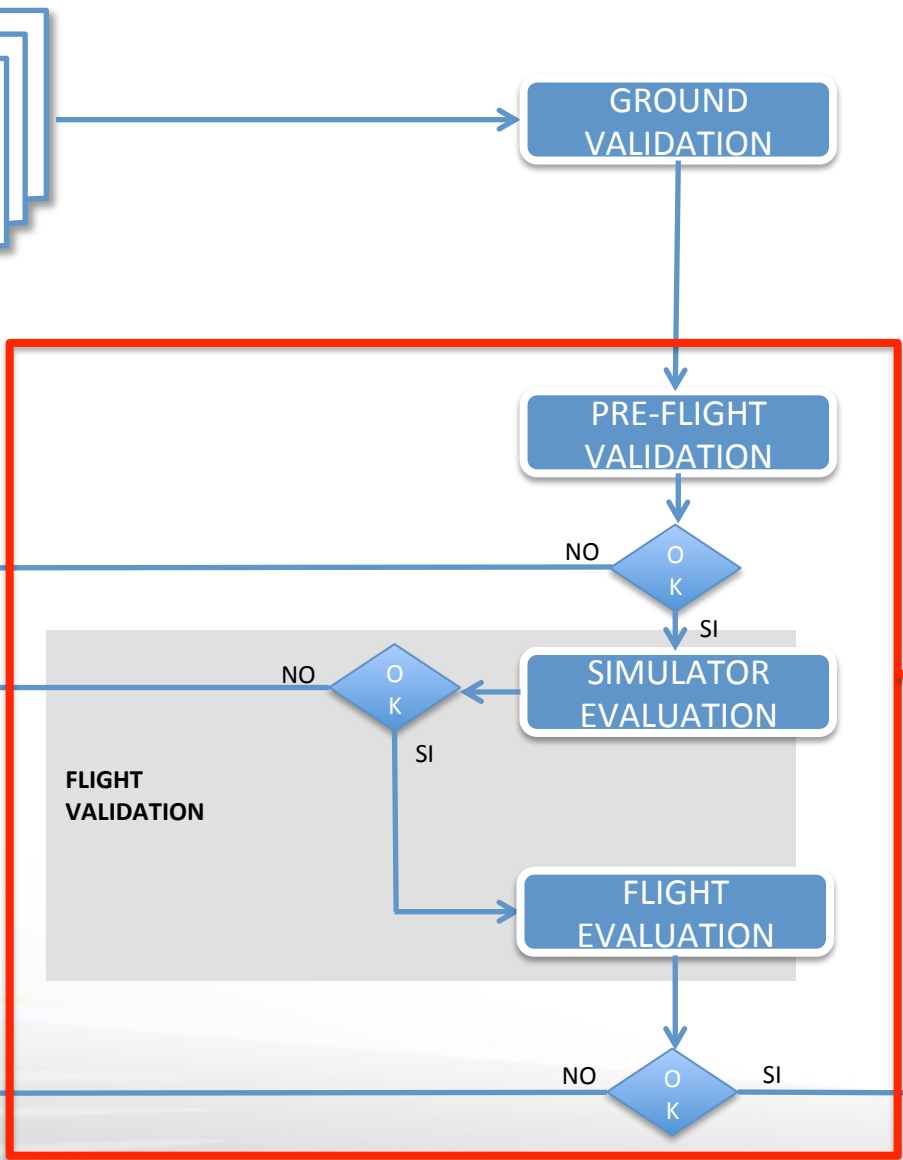 GROUND
VALIDATION
PRE-FLIGHT
VALIDATION
NO
O
K
SI
SIMULATOR
EVALUATION
NO
O
K
SI
FLIGHT
VALIDATION
FLIGHT
EVALUATION
NO
O
K
SI